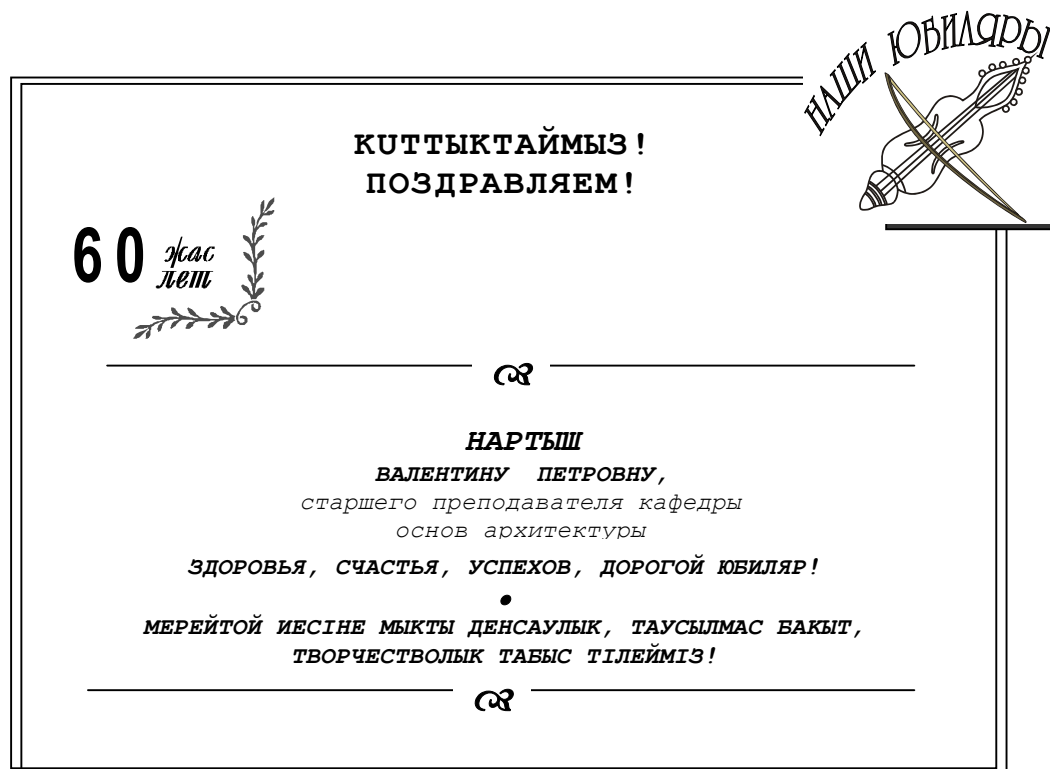 НАШИ ЮБИЛЯРЫ
КUТТЫКТАЙМЫЗ!
ПОЗДРАВЛЯЕМ!
60 жас
лет
НАРТЫШ
ВАЛЕНТИНУ ПЕТРОВНУ,
старшего преподавателя кафедры
основ архитектуры
ЗДОРОВЬЯ, СЧАСТЬЯ, УСПЕХОВ, ДОРОГОЙ ЮБИЛЯР!
•
МЕРЕЙТОЙ ИЕСІНЕ МЫКТЫ ДЕНСАУЛЫК, ТАУСЫЛМАС БАКЫТ,
ТВОРЧЕСТВОЛЫК ТАБЫС ТІЛЕЙМІЗ!